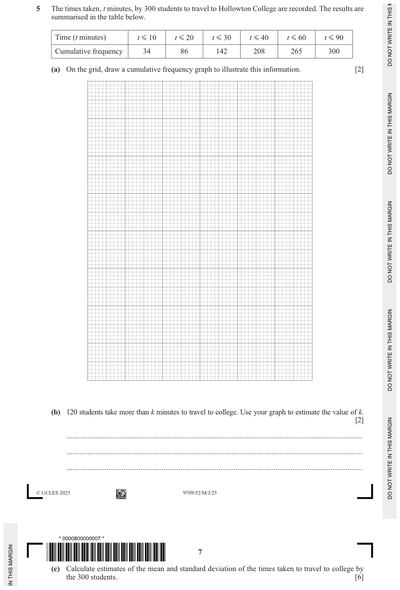 5 The times taken, t minutes, by 300 students to travel to Hollowton College are recorded. The results are
summarised in the table below.
Time (t minutes) t ⩽ 10 t ⩽ 20 t ⩽ 30 t ⩽ 40 t ⩽ 60 t ⩽ 90
Cumulative frequency 34 86 142 208 265 300
(a) On the grid, draw a cumulative frequency graph to illustrate this information. [2]
(b) 120 students take more than k minutes to travel to college. Use your graph to estimate the value of k.
[2]
© UCLES 2025 9709/52/M/J/25
DO NOT WRITE IN THIS MARGIN
DO NOT WRITE IN THIS MARGIN
DO NOT WRITE IN THIS MARGIN
DO NOT WRITE IN THIS MARGIN
DO NOT WRITE IN THIS MARGIN
IN THIS MARGIN
* 0000800000007 *
7
(c) Calculate estimates of the mean and standard deviation of the times taken to travel to college by
the 300 students. [6]